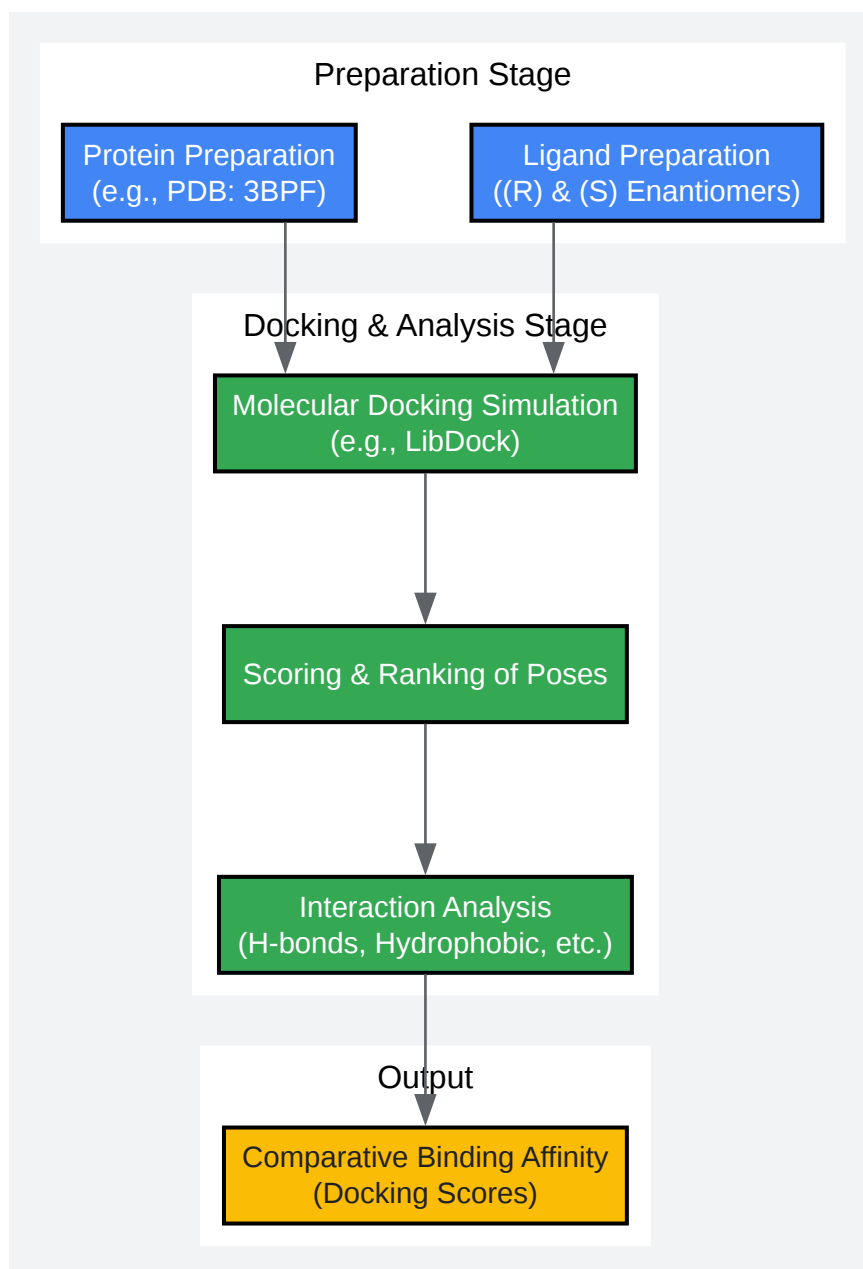 Preparation Stage
Protein Preparation
(e.g., PDB: 3BPF)
Ligand Preparation
((R) & (S) Enantiomers)
Docking & Analysis Stage
Molecular Docking Simulation
(e.g., LibDock)
Scoring & Ranking of Poses
Interaction Analysis
(H-bonds, Hydrophobic, etc.)
Output
Comparative Binding Affinity
(Docking Scores)